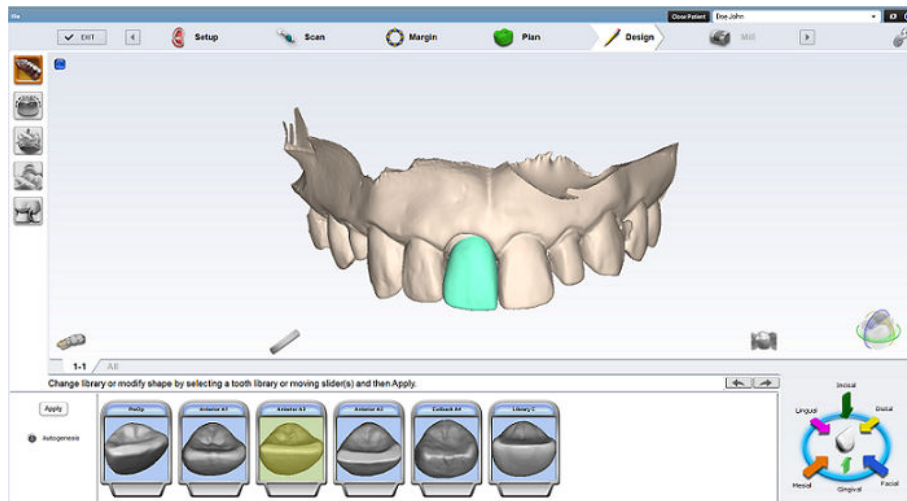 File
Close Patient Doe John
EXIT Setup Scan Margin Plan Design Mill
1-1 All
Change library or modify shape by selecting a tooth library or moving slider(s) and then Apply.
Apply
Autogenesis
PreOp Anterior A1 Anterior A2 Anterior A3 Library C
Incisal
Lingual Distal
Mesial Facial
Gingival